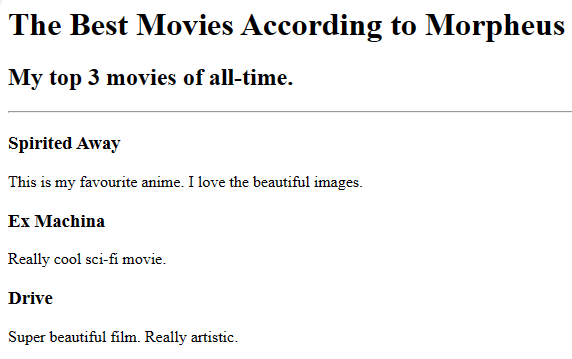 The Best Movies According to Morpheus
My top 3 movies of all-time.
Spirited Away
This is my favourite anime. I love the beautiful images.
Ex Machina
Really cool sci-fi movie.
Drive
Super beautiful film. Really artistic.